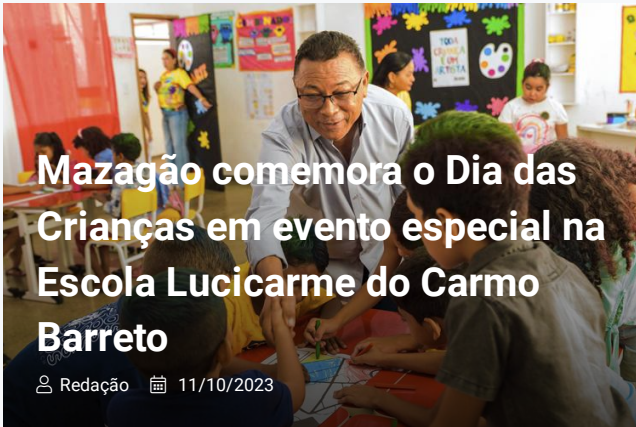 TODA
CRIANÇA
É UM
ARTISTA
Mazagão comemora o Dia das
Crianças em evento especial na
Escola Lucicarme do Carmo
Barreto
Redação 11/10/2023